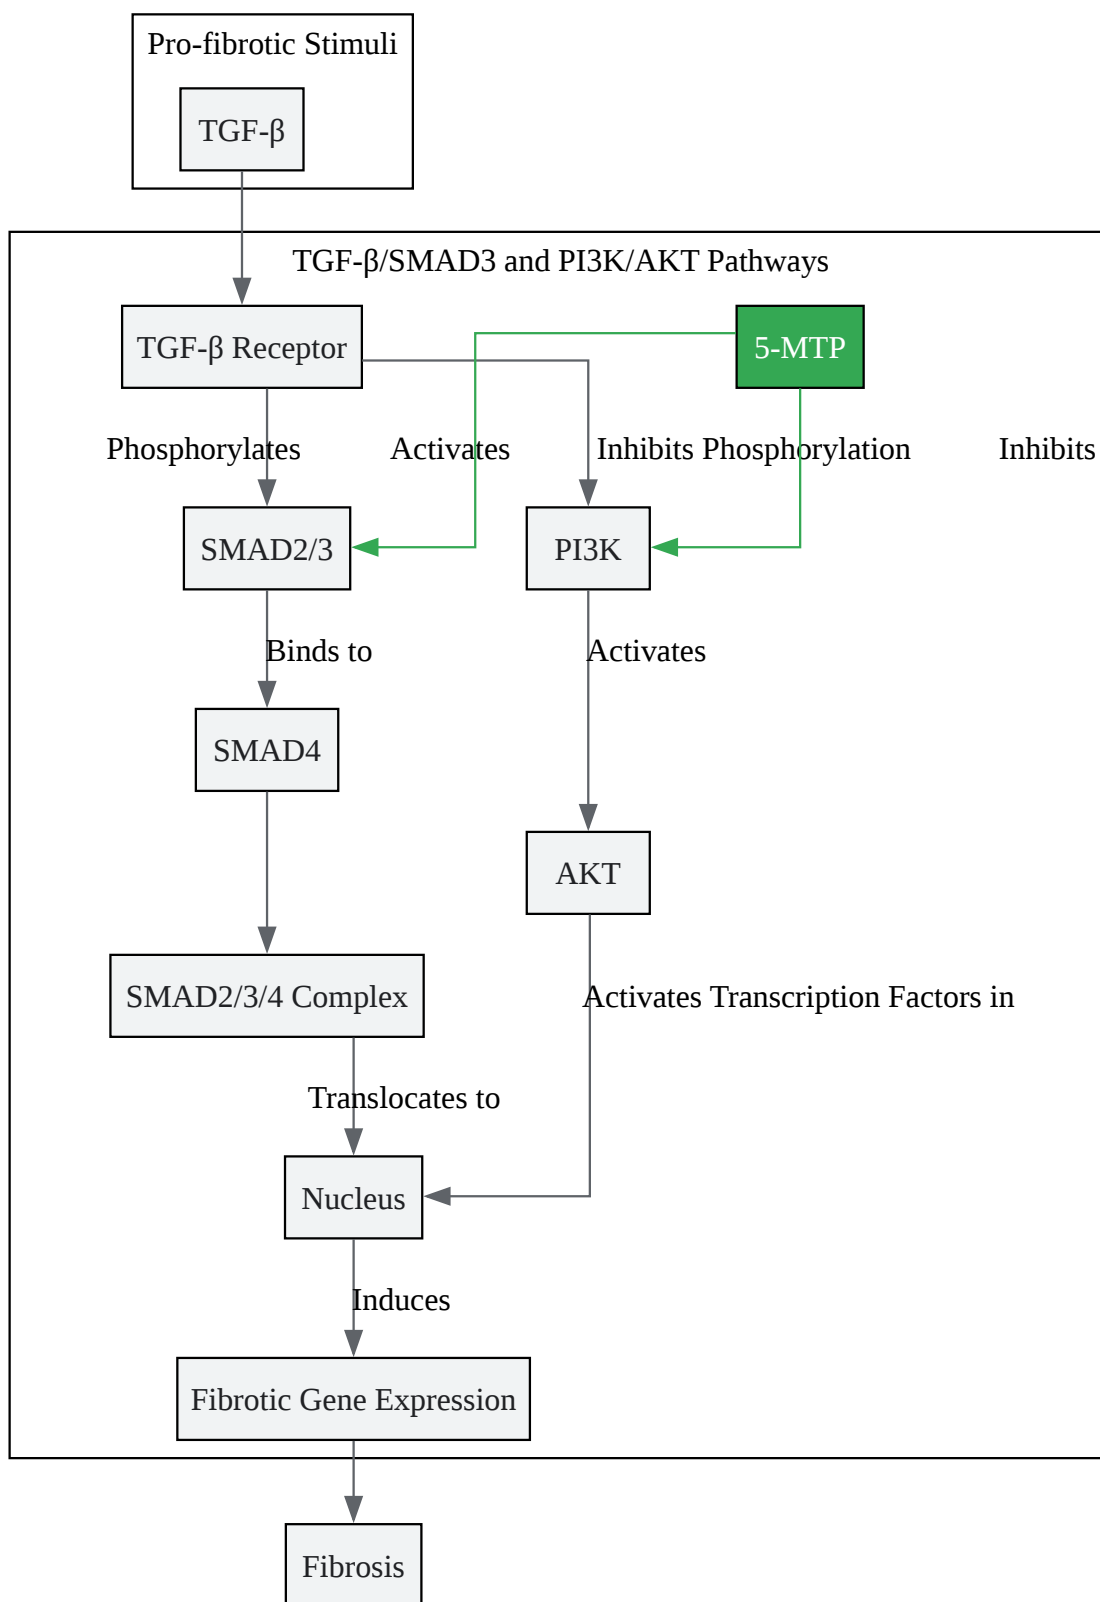 Pro-fibrotic Stimuli
TGF-β
TGF-β/SMAD3 and PI3K/AKT Pathways
TGF-β Receptor
5-MTP
Phosphorylates
Activates
Inhibits Phosphorylation
Inhibits
SMAD2/3
PI3K
Binds to
Activates
SMAD4
AKT
SMAD2/3/4 Complex
Activates Transcription Factors in
Translocates to
Nucleus
Induces
Fibrotic Gene Expression
Fibrosis